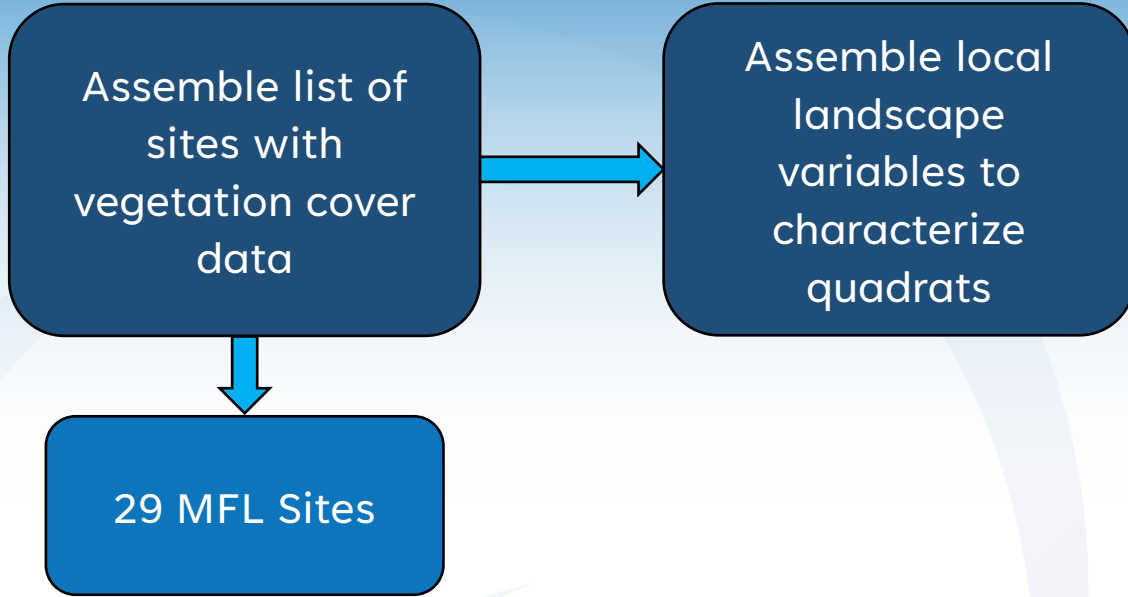 Assemble list of
sites with
vegetation cover
data
Assemble local
landscape
variables to
characterize
quadrats
29 MFL Sites